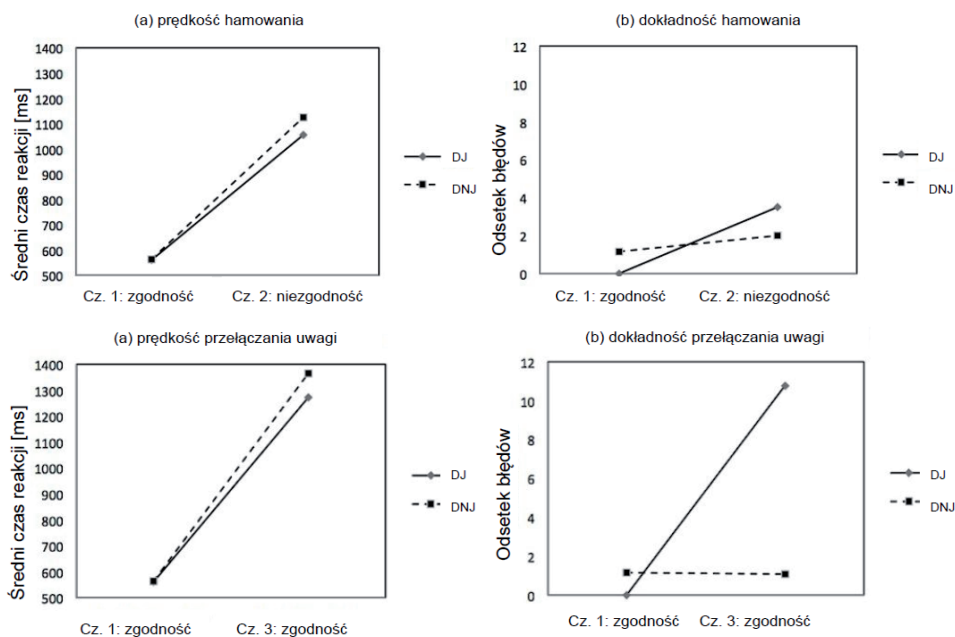 (a) prędkość hamowania
Średni czas reakcji [ms]
1400
1300
1200
1100
1000
900
800
700
600
500
Cz. 1: zgodność Cz. 2: niezgodność
DJ
DNJ
(b) dokładność hamowania
Odsetek błędów
12
10
8
6
4
2
0
Cz. 1: zgodność Cz. 2: niezgodność
DJ
DNJ
(a) prędkość przełączania uwagi
Średni czas reakcji [ms]
1400
1300
1200
1100
1000
900
800
700
600
500
Cz. 1: zgodność Cz. 3: zgodność
DJ
DNJ
(b) dokładność przełączania uwagi
Odsetek błędów
12
10
8
6
4
2
0
Cz. 1: zgodność Cz. 3: zgodność
DJ
DNJ